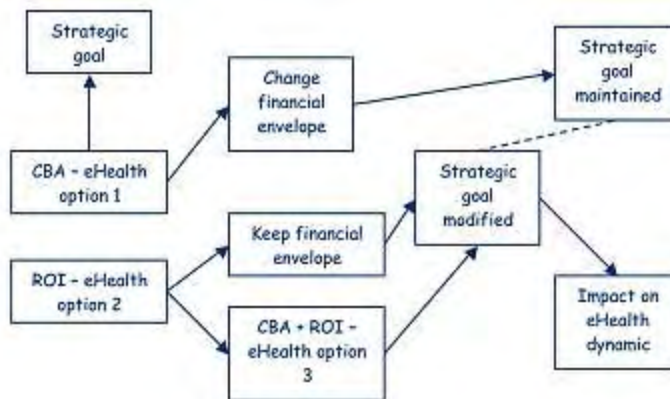 Strategic
goal
Change
financial
envelope
Strategic
goal
maintained
CBA - eHealth
option 1
Strategic
goal
modified
Keep financial
envelope
ROI - eHealth
option 2
CBA + ROI -
eHealth option
3
Impact on
eHealth
dynamic